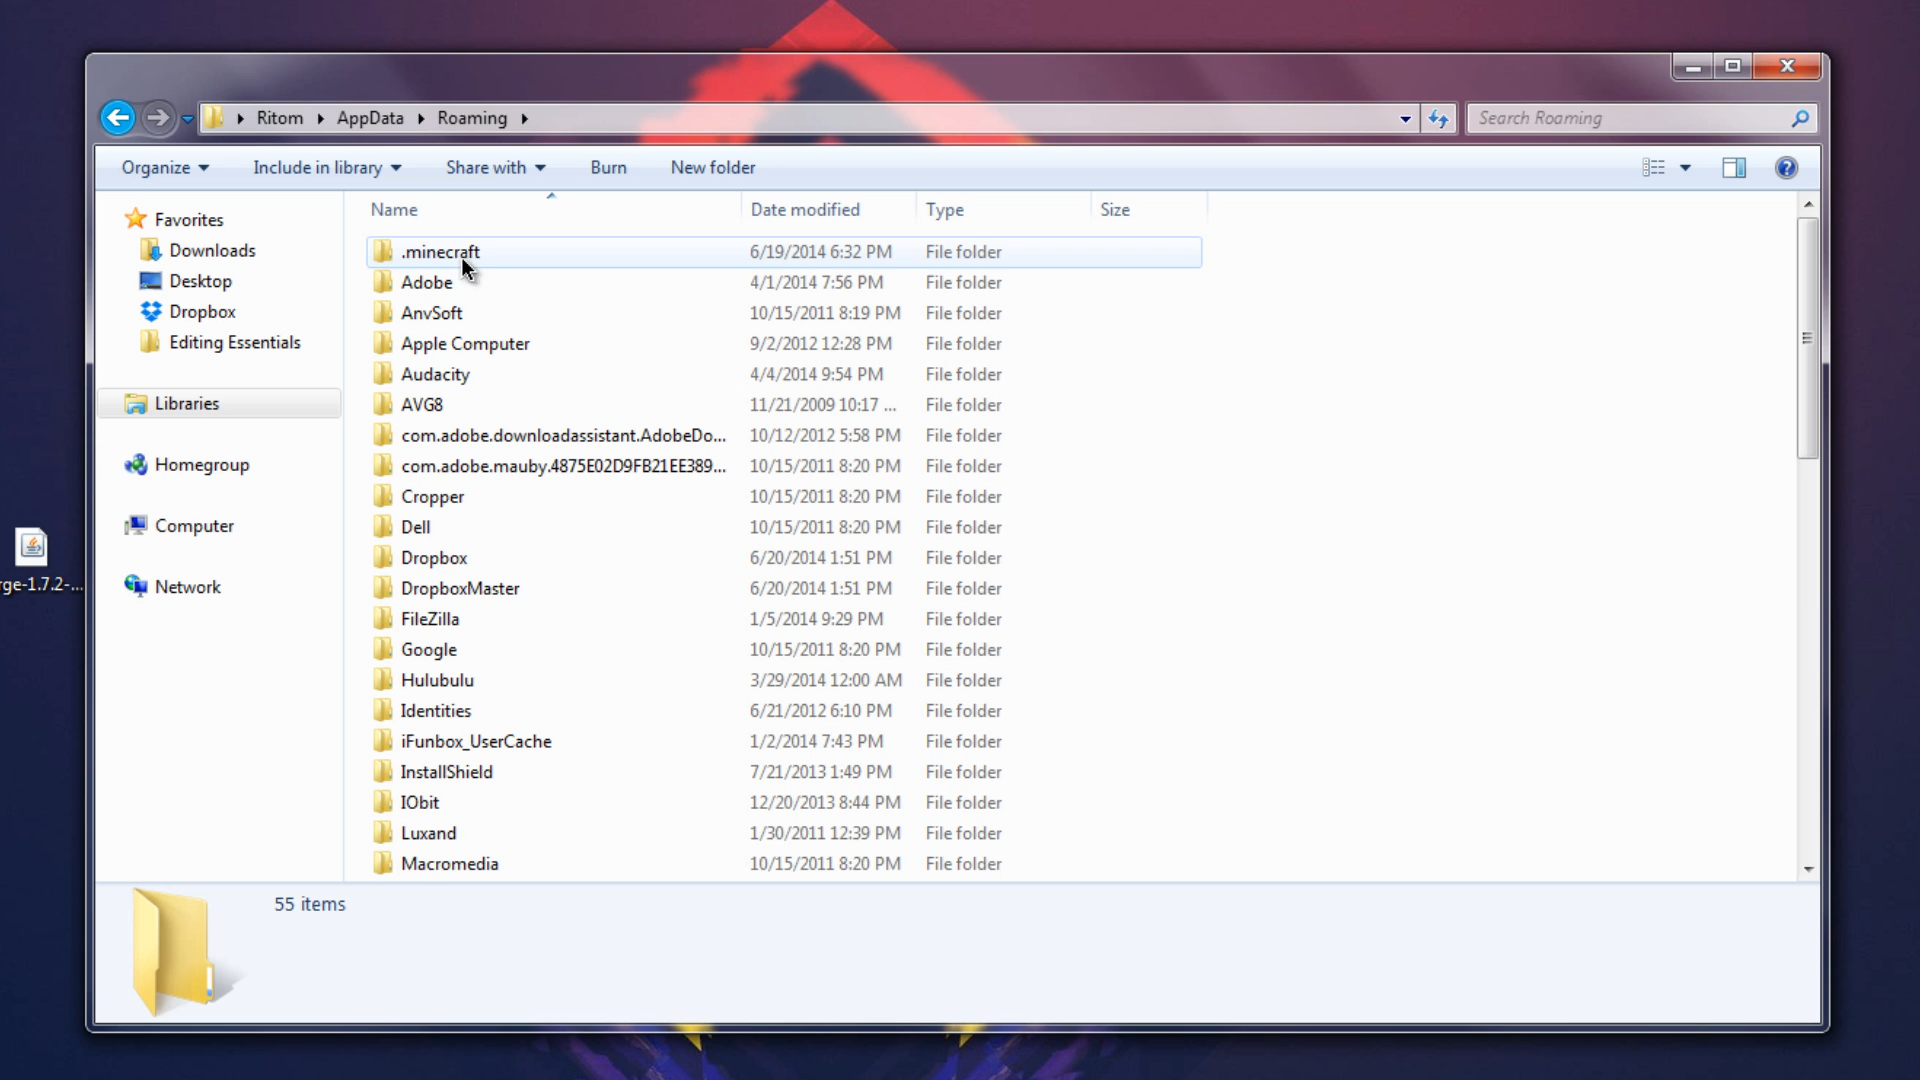 Ritom AppData Roaming
Search Roaming
Organize Include in library Share with Burn New folder
Name Date modified Type Size
Favorites
Downloads
Desktop
Dropbox
Editing Essentials
Libraries
Homegroup
Computer
Network
.minecraft 6/19/2014 6:32 PM File folder
Adobe 4/1/2014 7:56 PM File folder
AnvSoft 10/15/2011 8:19 PM File folder
Apple Computer 9/2/2012 12:28 PM File folder
Audacity 4/4/2014 9:54 PM File folder
AVG8 11/21/2009 10:17 ... File folder
com.adobe.downloadassistant.AdobeDo... 10/12/2012 5:58 PM File folder
com.adobe.mauby.4875E02D9FB21EE389... 10/15/2011 8:20 PM File folder
Cropper 10/15/2011 8:20 PM File folder
Dell 10/15/2011 8:20 PM File folder
Dropbox 6/20/2014 1:51 PM File folder
DropboxMaster 6/20/2014 1:51 PM File folder
FileZilla 1/5/2014 9:29 PM File folder
Google 10/15/2011 8:20 PM File folder
Hulubulu 3/29/2014 12:00 AM File folder
Identities 6/21/2012 6:10 PM File folder
iFunbox_UserCache 1/2/2014 7:43 PM File folder
InstallShield 7/21/2013 1:49 PM File folder
IObit 12/20/2013 8:44 PM File folder
Luxand 1/30/2011 12:39 PM File folder
Macromedia 10/15/2011 8:20 PM File folder
55 items
rge-1.7.2-...